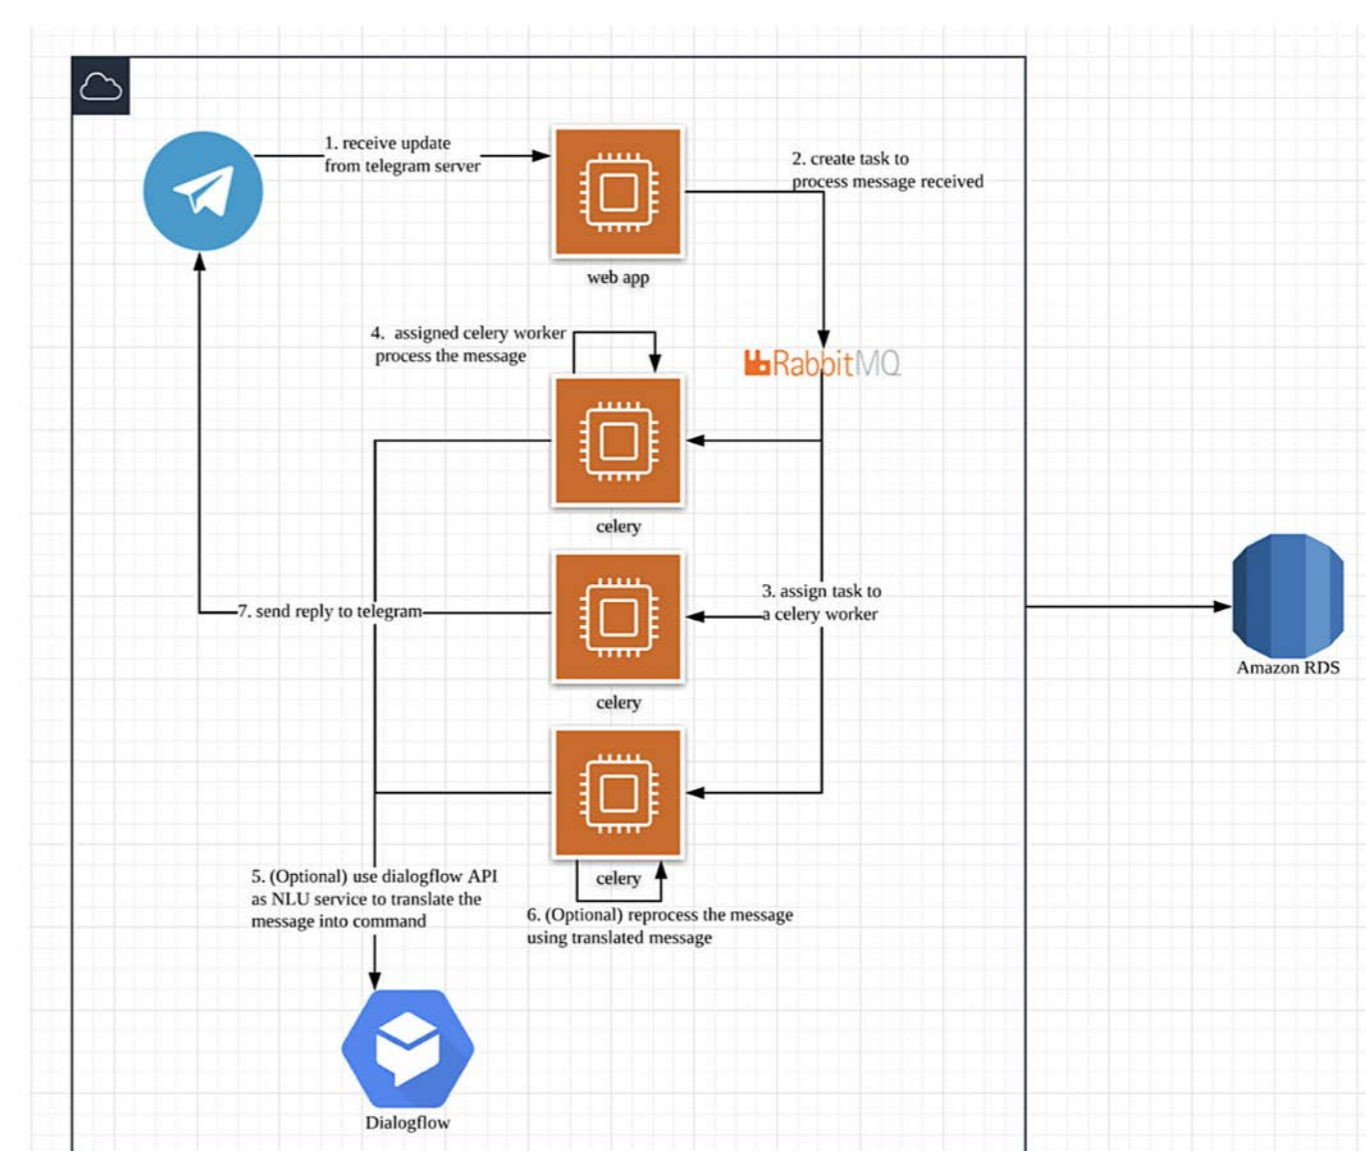 1. receive update
from telegram server
2. create task to
process message received
web app
4. assigned celery worker
process the message
RabbitMQ
celery
3. assign task to
a celery worker
7. send reply to telegram
celery
Amazon RDS
celery
5. (Optional) use dialogflow API
as NLU service to translate the
message into command
6. (Optional) reprocess the message
using translated message
Dialogflow